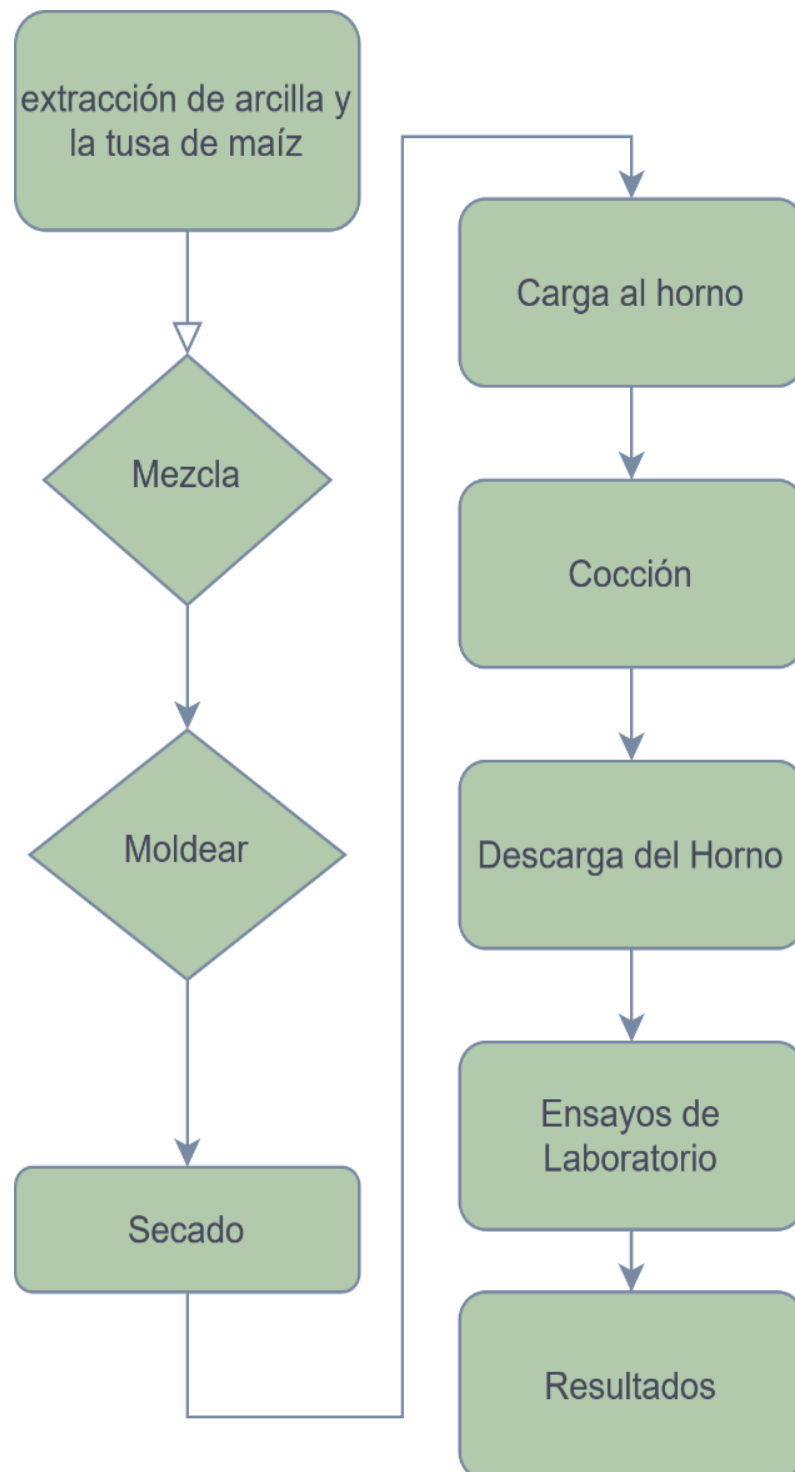 extracción de arcilla y
la tusa de maíz
Mezcla
Moldear
Secado
Carga al horno
Cocción
Descarga del Horno
Ensayos de
Laboratorio
Resultados